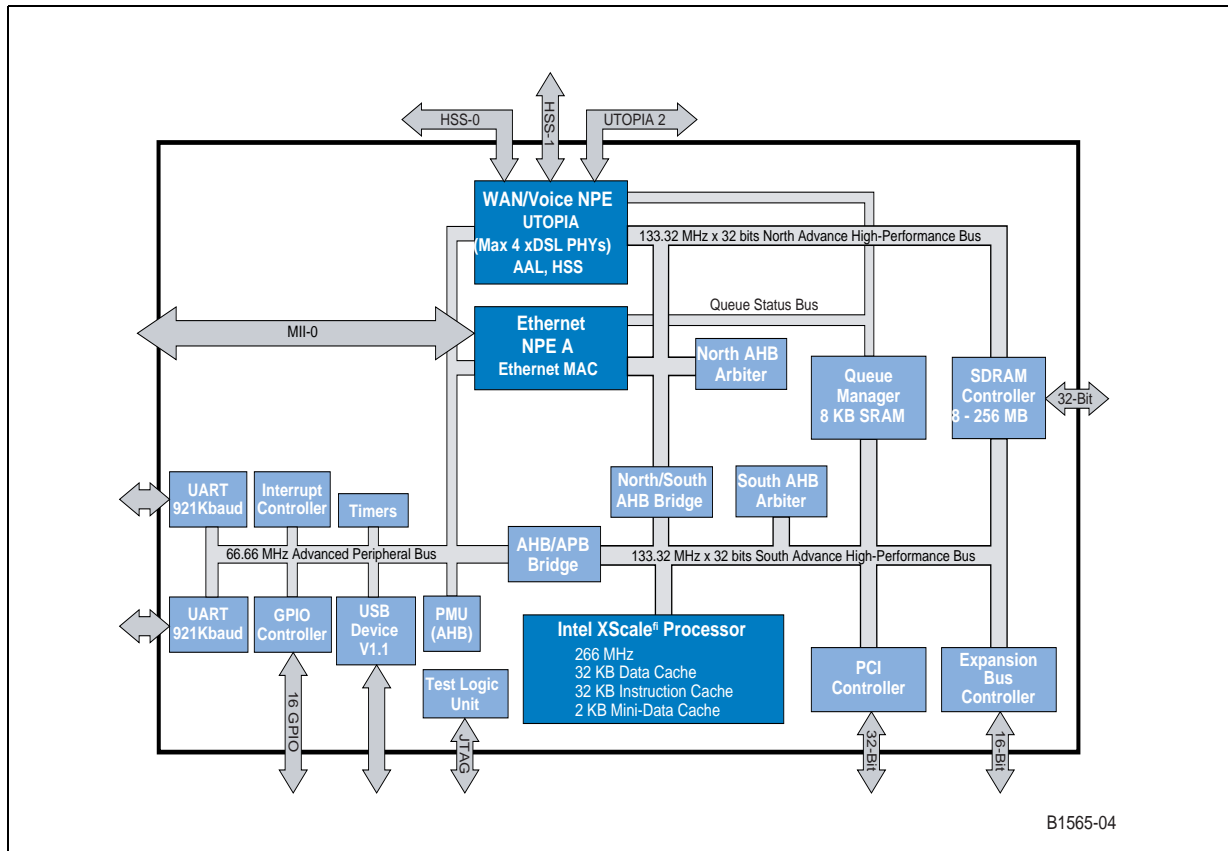 HSS-0
HSS-1
UTOPIA 2
WAN/Voice NPE
UTOPIA
(Max 4 xDSL PHYs)
AAL, HSS
133.32 MHz x 32 bits North Advance High-Performance Bus
Queue Status Bus
MII-0
Ethernet
NPE A
Ethernet MAC
North AHB
Arbiter
Queue
Manager
8 KB SRAM
SDRAM
Controller
8 - 256 MB
32-Bit
UART
921Kbaud
Interrupt
Controller
Timers
North/South
AHB Bridge
South AHB
Arbiter
66.66 MHz Advanced Peripheral Bus
AHB/APB
Bridge
133.32 MHz x 32 bits South Advance High-Performance Bus
UART
921Kbaud
GPIO
Controller
USB
Device
V1.1
PMU
(AHB)
Intel XScaleﬁ Processor
266 MHz
32 KB Data Cache
32 KB Instruction Cache
2 KB Mini-Data Cache
Test Logic
Unit
PCI
Controller
Expansion
Bus
Controller
16 GPIO
JTAG
32-Bit
16-Bit
B1565-04